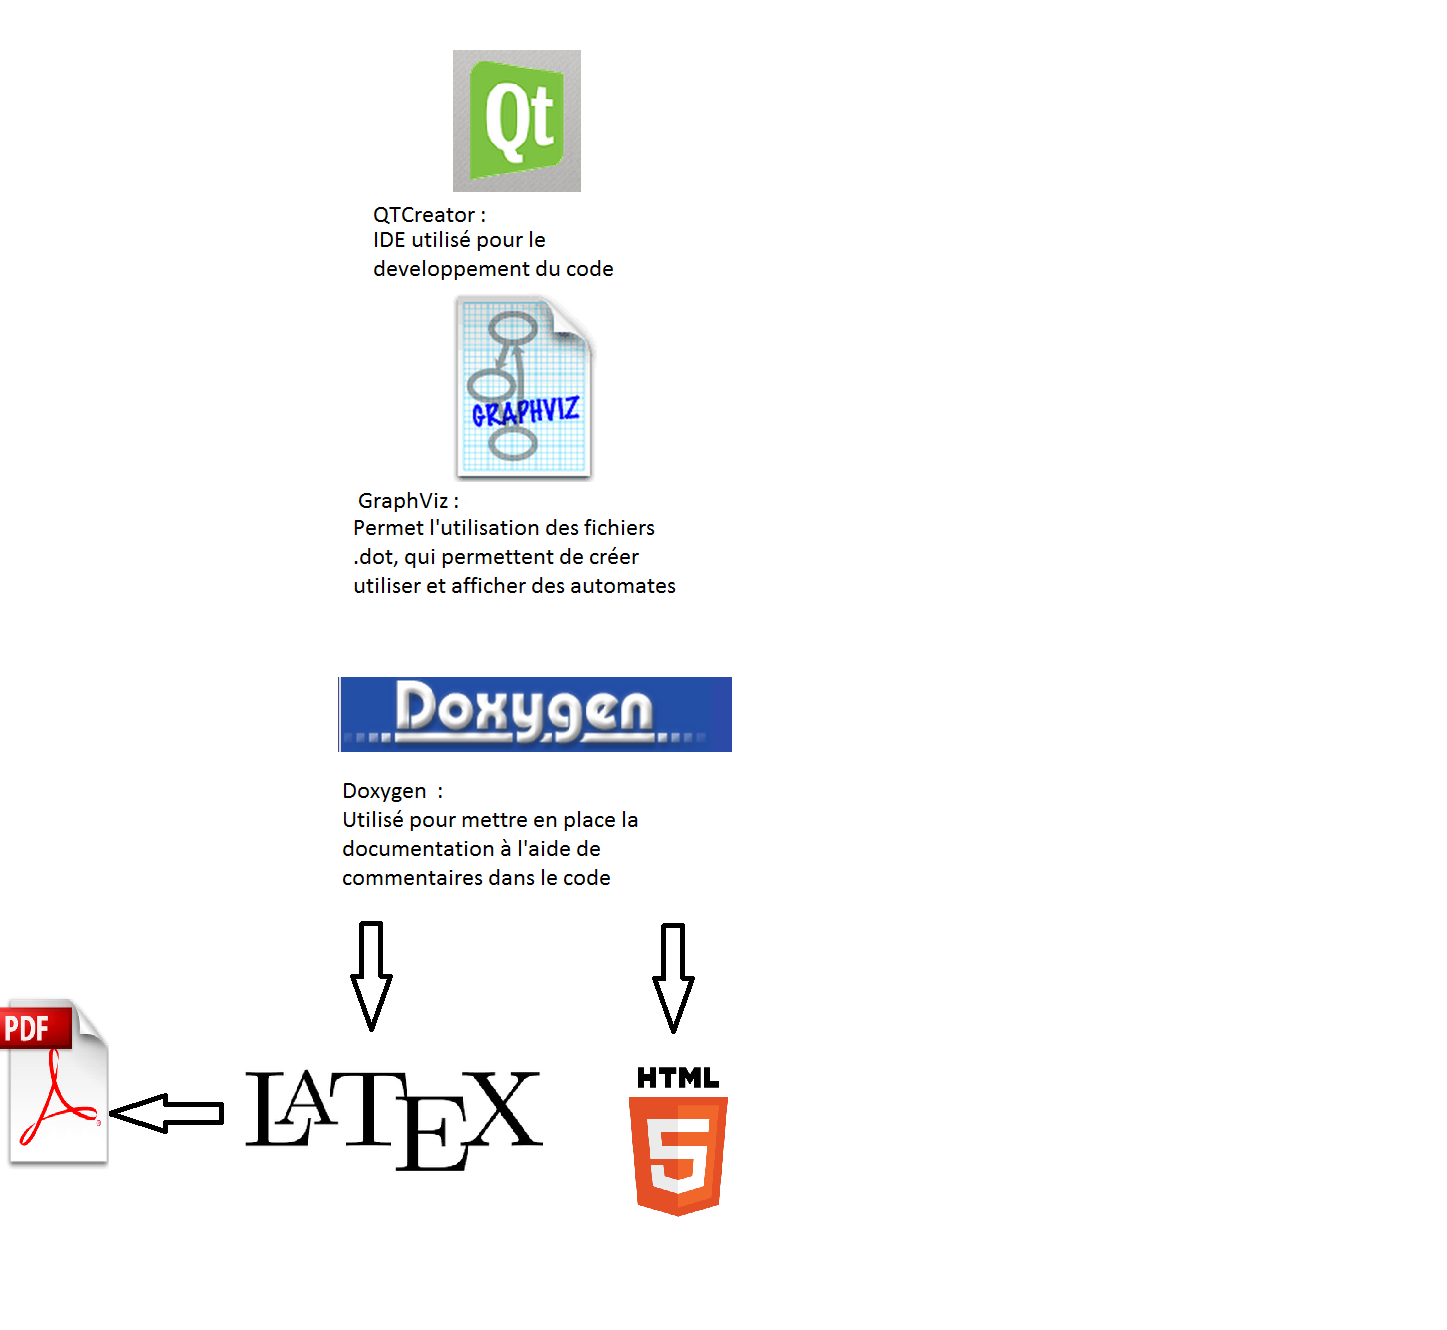 Qt
QTCreator :
IDE utilisé pour le
developpement du code
GRAPHVIZ
GraphViz :
Permet l'utilisation des fichiers
.dot, qui permettent de créer
utiliser et afficher des automates
Doxygen
Doxygen  :
Utilisé pour mettre en place la
documentation à l'aide de
commentaires dans le code
PDF
LATEX
HTML
5